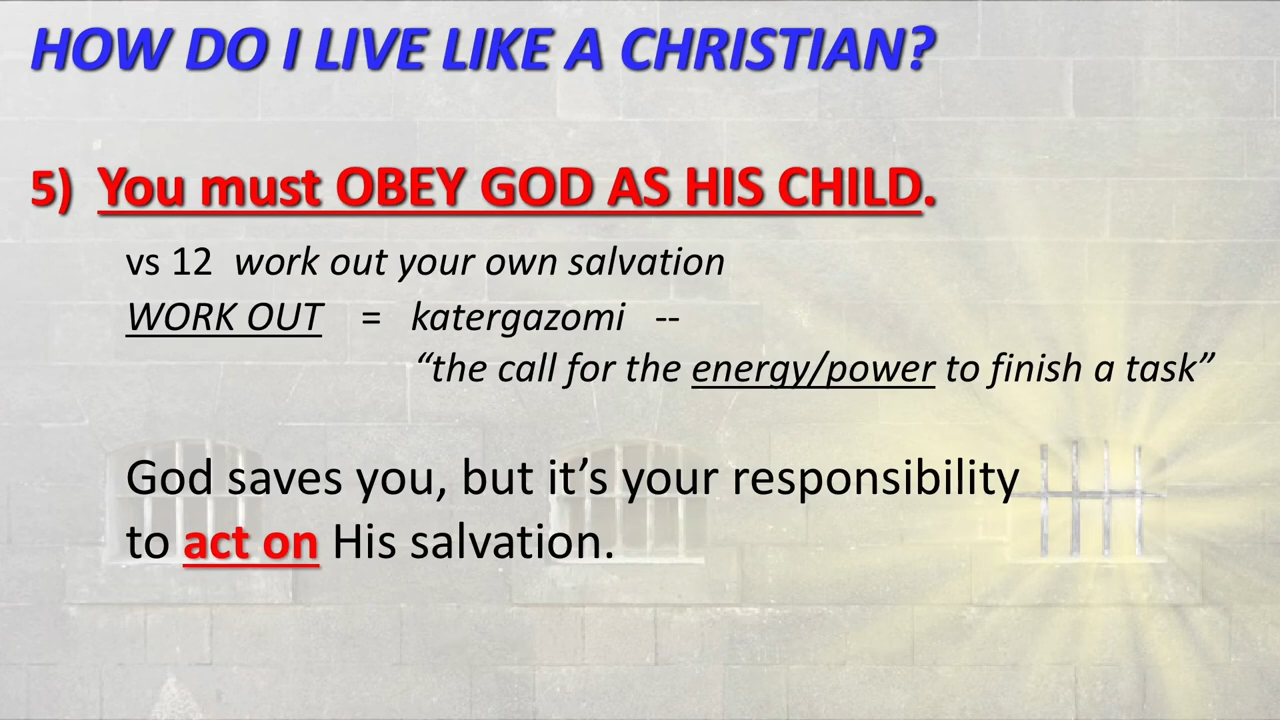 HOW DO I LIVE LIKE A CHRISTIAN?
5) You must OBEY GOD AS HIS CHILD.
vs 12 work out your own salvation
WORK OUT = katergazomi --
“the call for the energy/power to finish a task”
God saves you, but it’s your responsibility
to act on His salvation.